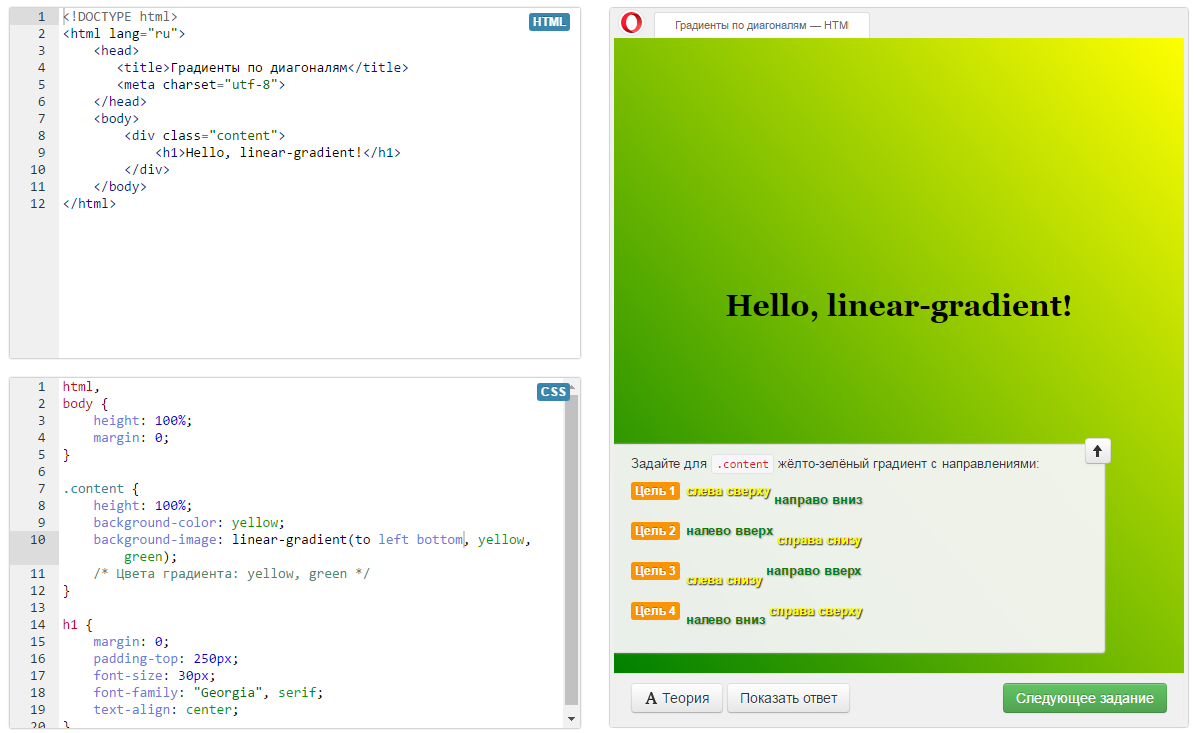 1 <!DOCTYPE html>
HTML
2 <html lang="ru">
3 <head>
4 <title>Градиенты по диагоналям</title>
5 <meta charset="utf-8">
6 </head>
7 <body>
8 <div class="content">
9 <h1>Hello, linear-gradient!</h1>
10 </div>
11 </body>
12 </html>
1 html,
CSS
2 body {
3 height: 100%;
4 margin: 0;
5 }
6
7 .content {
8 height: 100%;
9 background-color: yellow;
10 background-image: linear-gradient(to left bottom, yellow,
green);
11 /* Цвета градиента: yellow, green */
12 }
13
14 h1 {
15 margin: 0;
16 padding-top: 250px;
17 font-size: 30px;
18 font-family: "Georgia", serif;
19 text-align: center;
20 }
Градиенты по диагоналям — HTM
Hello, linear-gradient!
Задайте для .content жёлто-зелёный градиент с направлениями:
Цель 1 слева сверху направо вниз
Цель 2 налево вверх справа снизу
Цель 3 слева снизу направо вверх
Цель 4 налево вниз справа сверху
A Теория
Показать ответ
Следующее задание